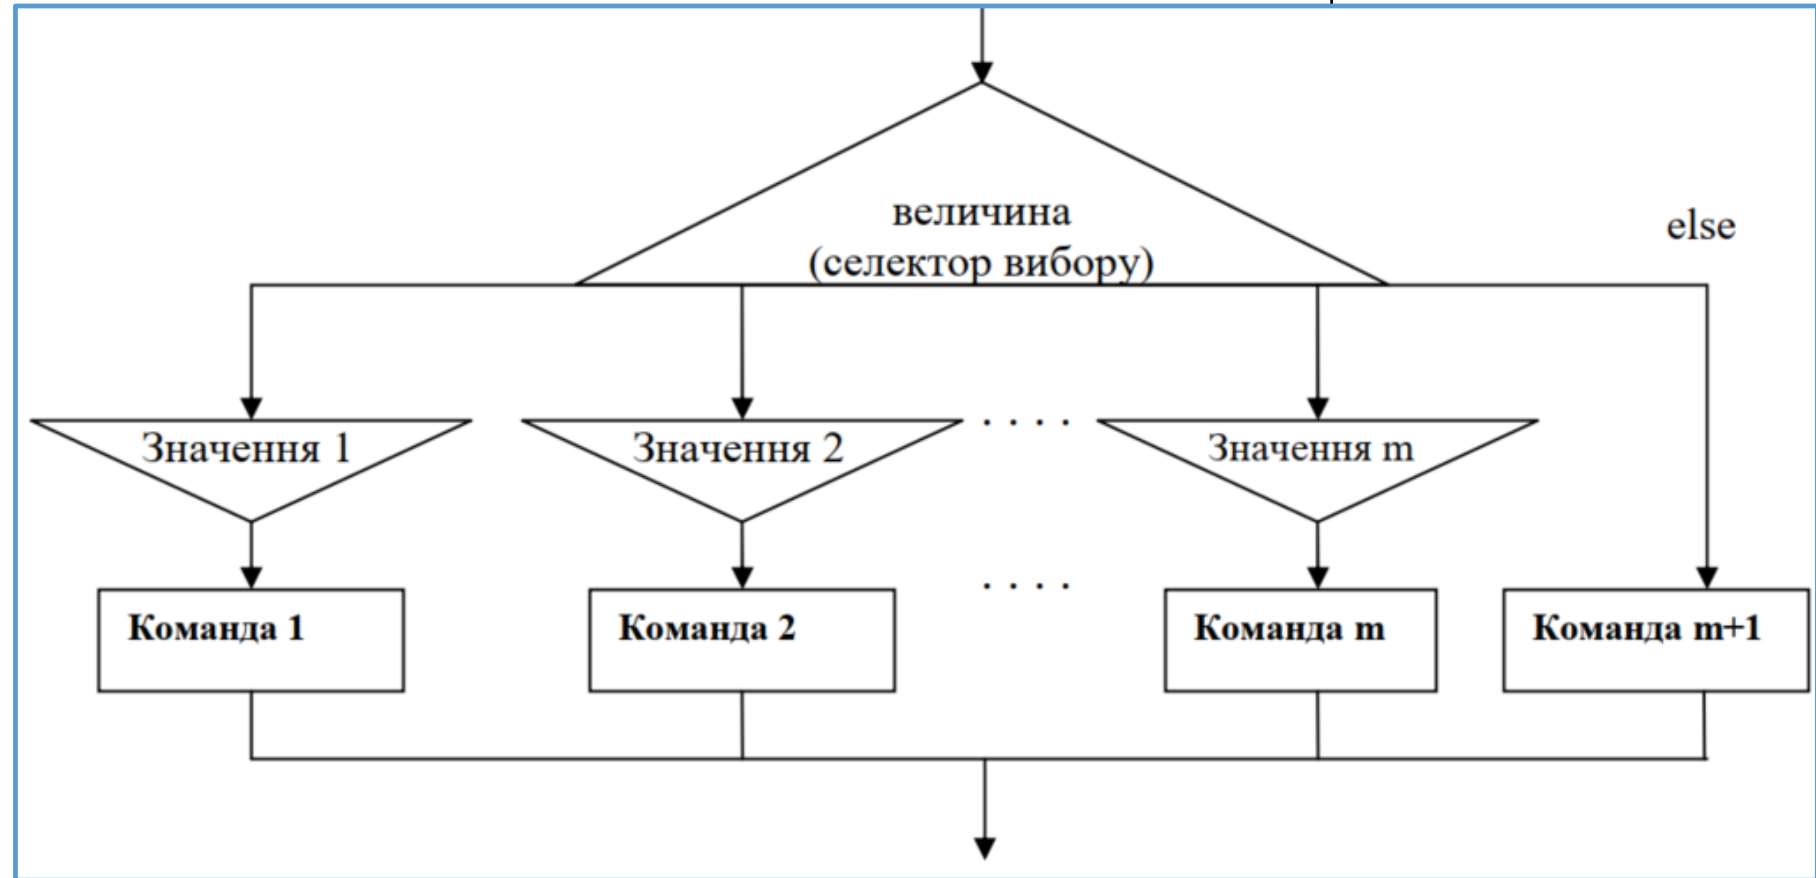 величина
(селектор вибору)
else
Значення 1
Значення 2
. . . .
Значення m
. . . .
Команда 1
Команда 2
Команда m
Команда m+1